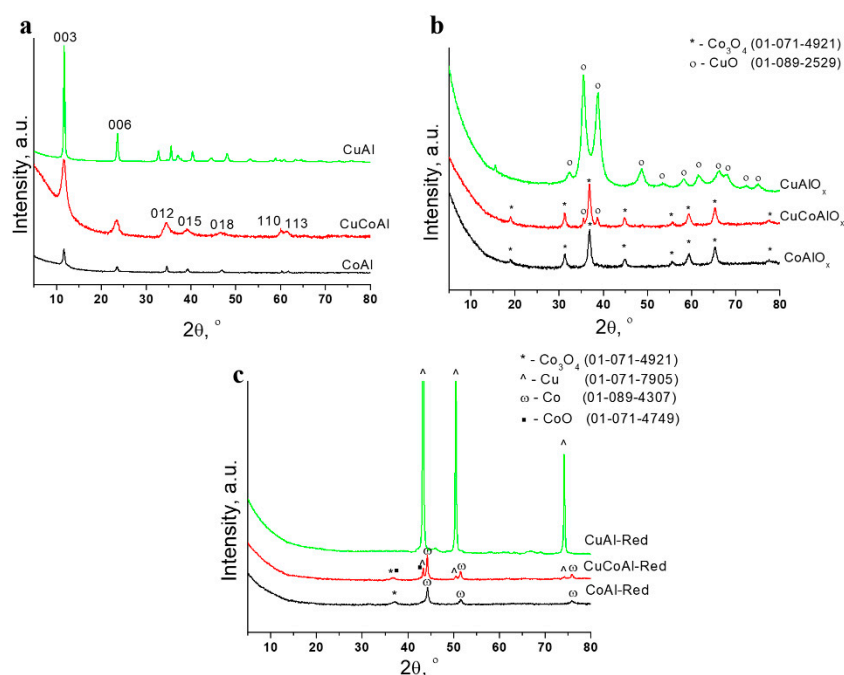 a
003
006
CuAl
012 015 018 110 113
CuCoAl
CoAl
10 20 30 40 50 60 70 80
2θ, °
Intensity, a.u.
b
* - Co₃O₄ (01-071-4921)
o - CuO (01-089-2529)
o o
o o o o o o o o o
CuAlOₓ
* * o * o * * * * *
CuCoAlOₓ
* * * * * * * *
CoAlOₓ
10 20 30 40 50 60 70 80
2θ, °
Intensity, a.u.
c
* - Co₃O₄ (01-071-4921)
^ - Cu (01-071-7905)
ω - Co (01-089-4307)
▪ - CoO (01-071-4749)
^ ^ ^
CuAl-Red
*▪ ▪ ^ ω ^ ω ^ ω
CuCoAl-Red
* ω ω ω
CoAl-Red
10 20 30 40 50 60 70 80
2θ, °
Intensity, a.u.